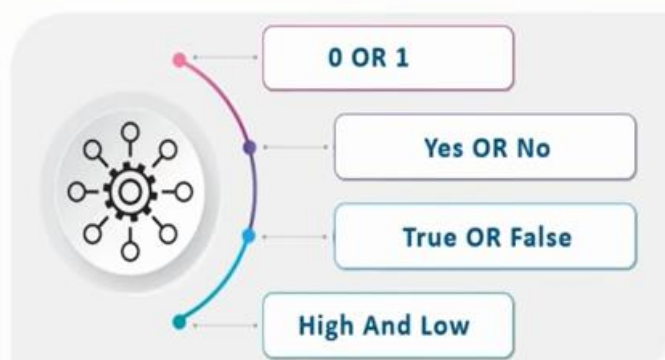 0 OR 1
Yes OR No
True OR False
High And Low